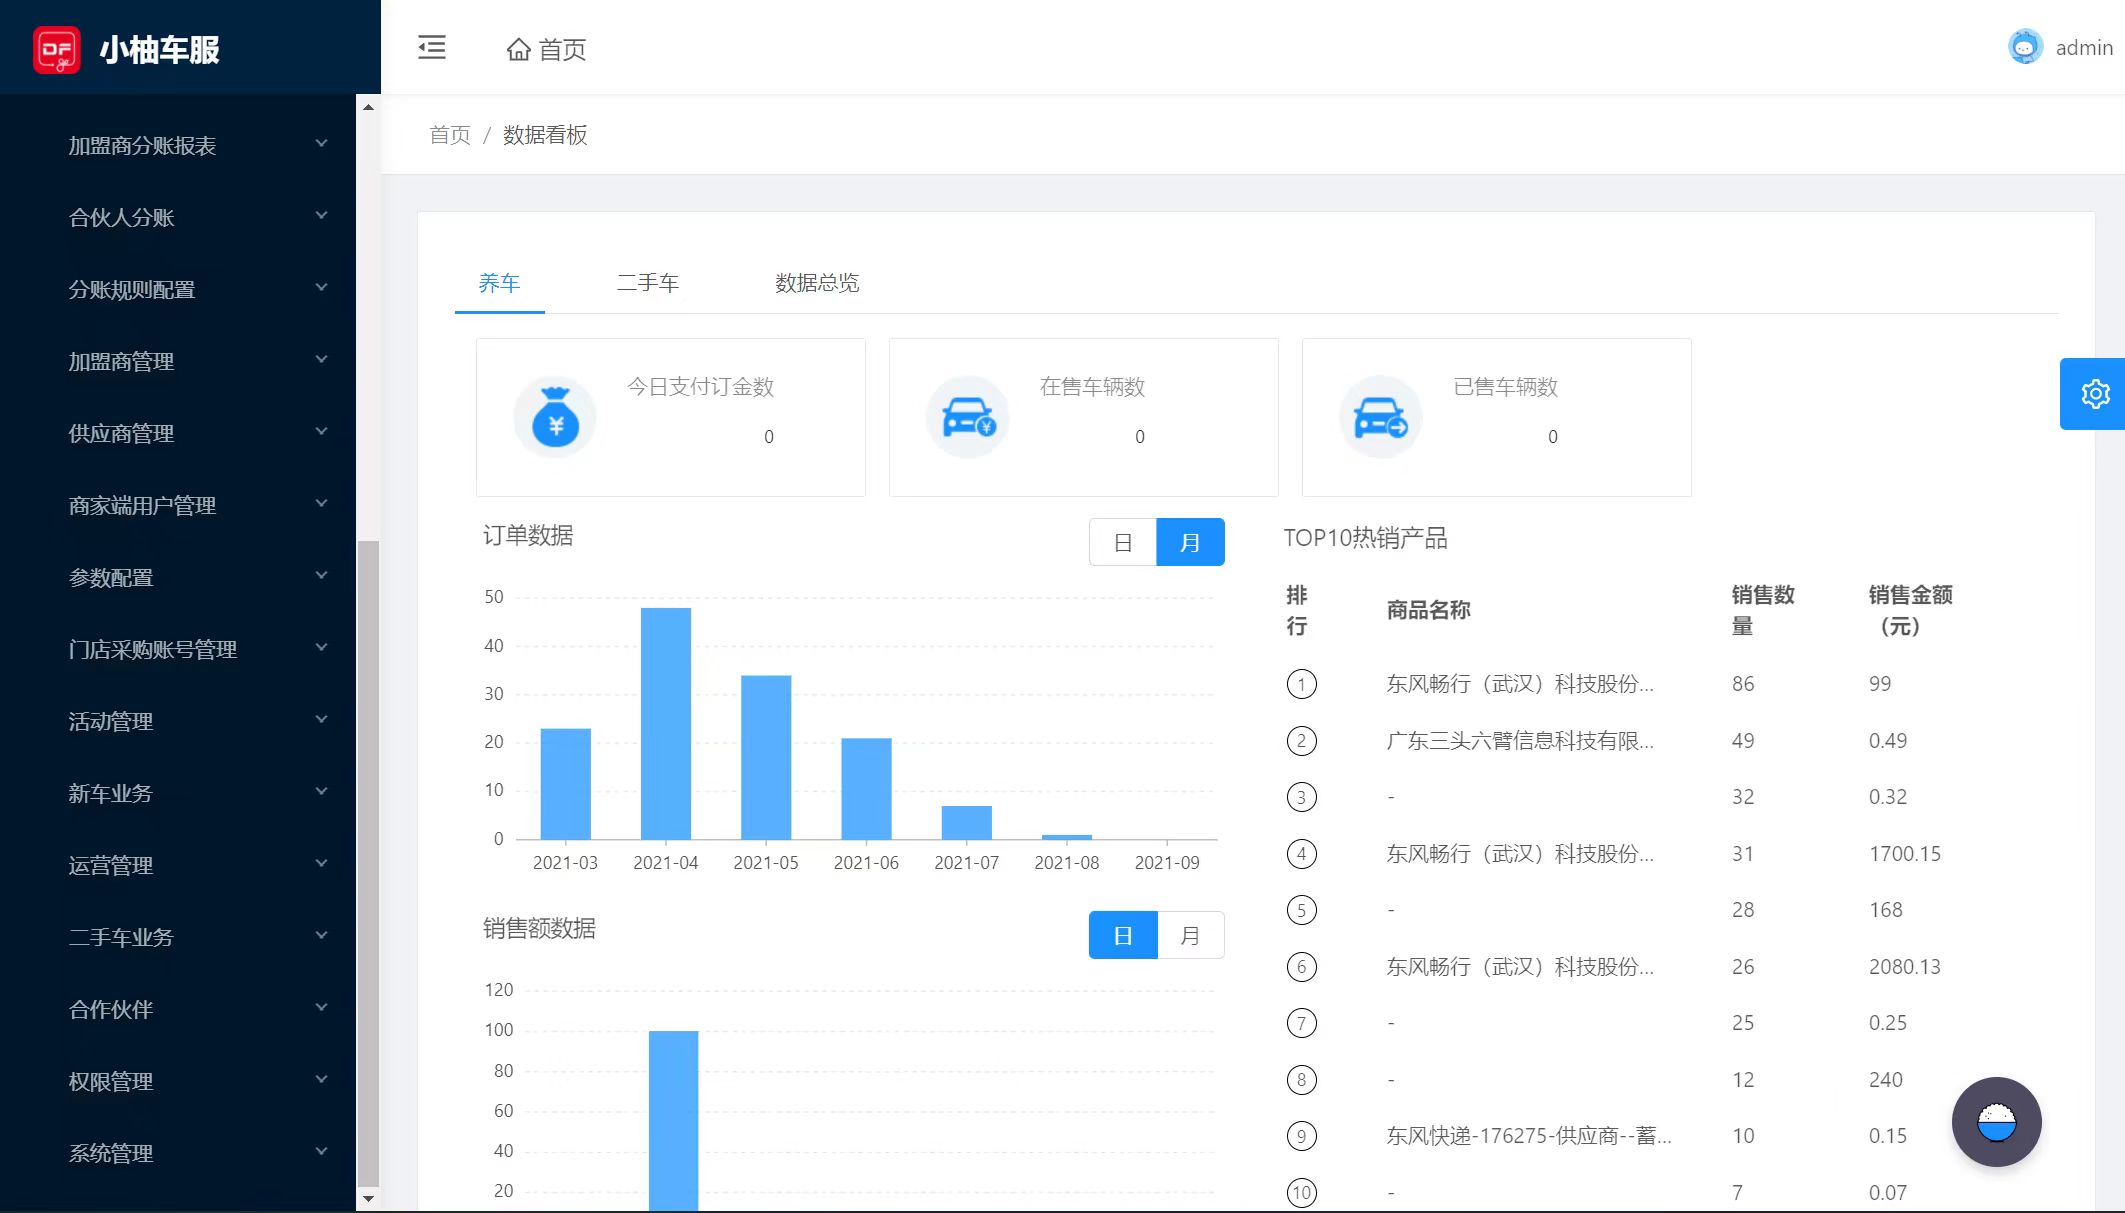 DF
go
小柚车服
首页
admin
首页 / 数据看板
加盟商分账报表
合伙人分账
分账规则配置
加盟商管理
供应商管理
商家端用户管理
参数配置
门店采购账号管理
活动管理
新车业务
运营管理
二手车业务
合作伙伴
权限管理
系统管理
养车 二手车 数据总览
今日支付订金数
¥
0
在售车辆数
¥
0
已售车辆数
0
订单数据
日 月
50
40
30
20
10
0
2021-03 2021-04 2021-05 2021-06 2021-07 2021-08 2021-09
销售额数据
日 月
120
100
80
60
40
20
TOP10热销产品
排行 商品名称 销售数量 销售金额（元）
1 东风畅行（武汉）科技股份... 86 99
2 广东三头六臂信息科技有限... 49 0.49
3 - 32 0.32
4 东风畅行（武汉）科技股份... 31 1700.15
5 - 28 168
6 东风畅行（武汉）科技股份... 26 2080.13
7 - 25 0.25
8 - 12 240
9 东风快递-176275-供应商--蓄... 10 0.15
10 - 7 0.07